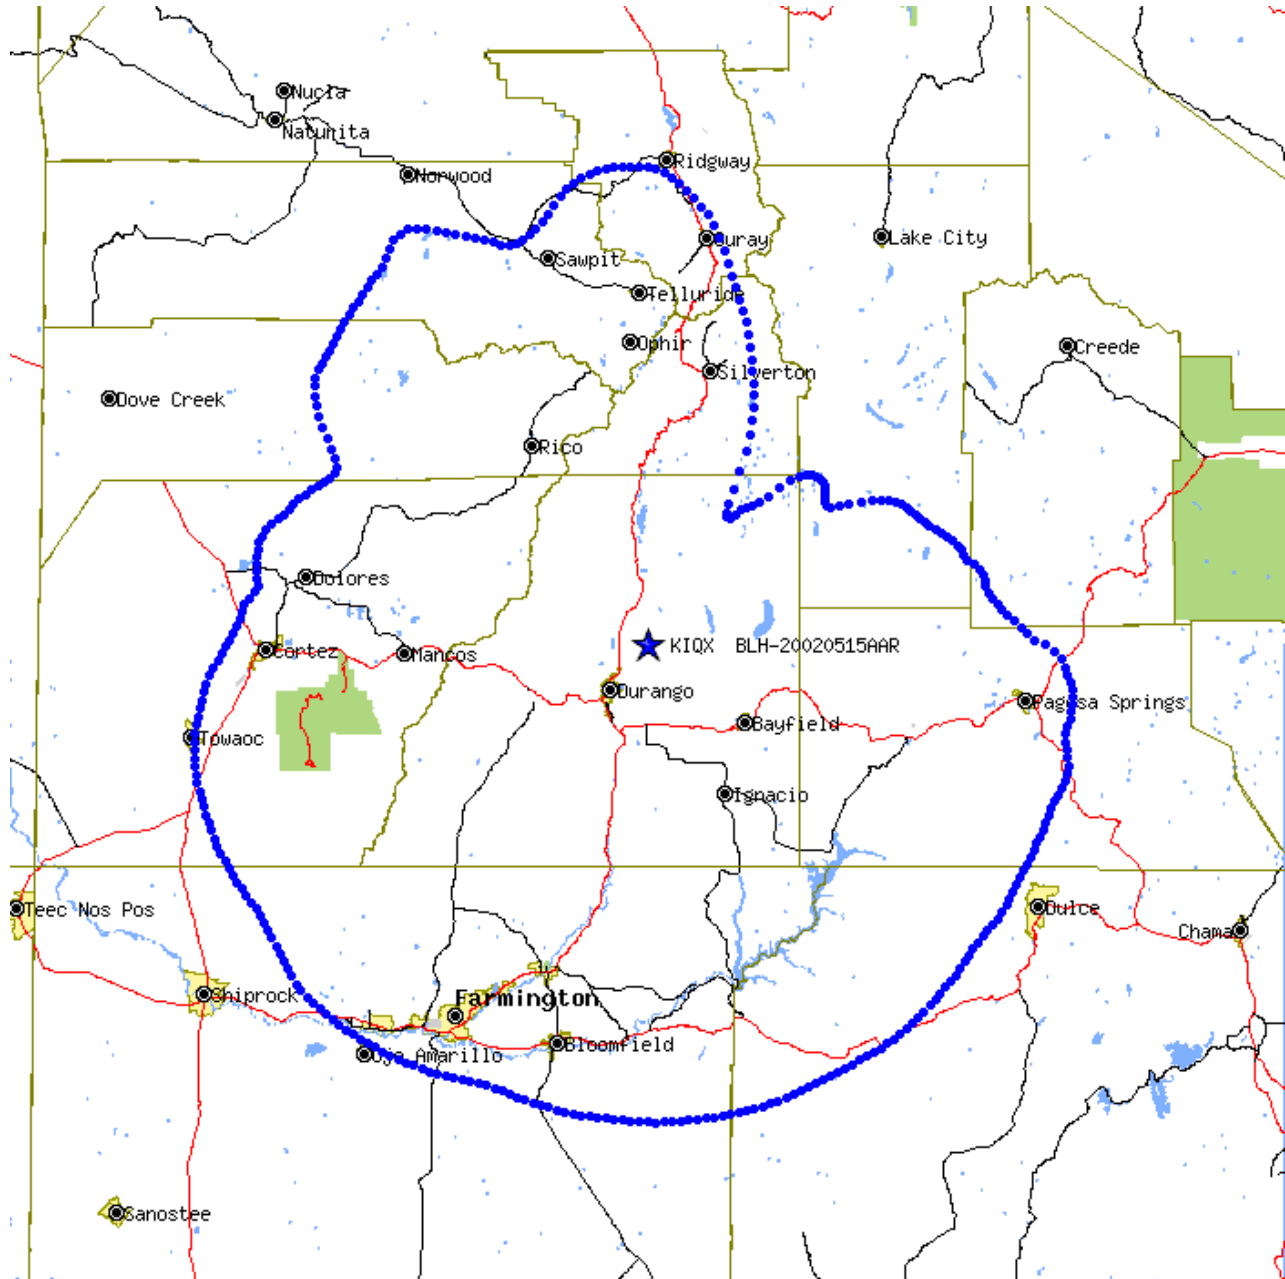 Nucla
Naturita
Ridgway
Norwood
Ouray
Lake City
Sawpit
Telluride
Ophir
Creede
Silverton
Dove Creek
Rico
Dolores
KIQX BLH-20020515AAR
Cortez
Mancos
Durango
Pagosa Springs
Bayfield
Towaoc
Ignacio
Teec Nos Pos
Dulce
Chama
Shiprock
Farmington
Bloomfield
Ojo Amarillo
Sanostee